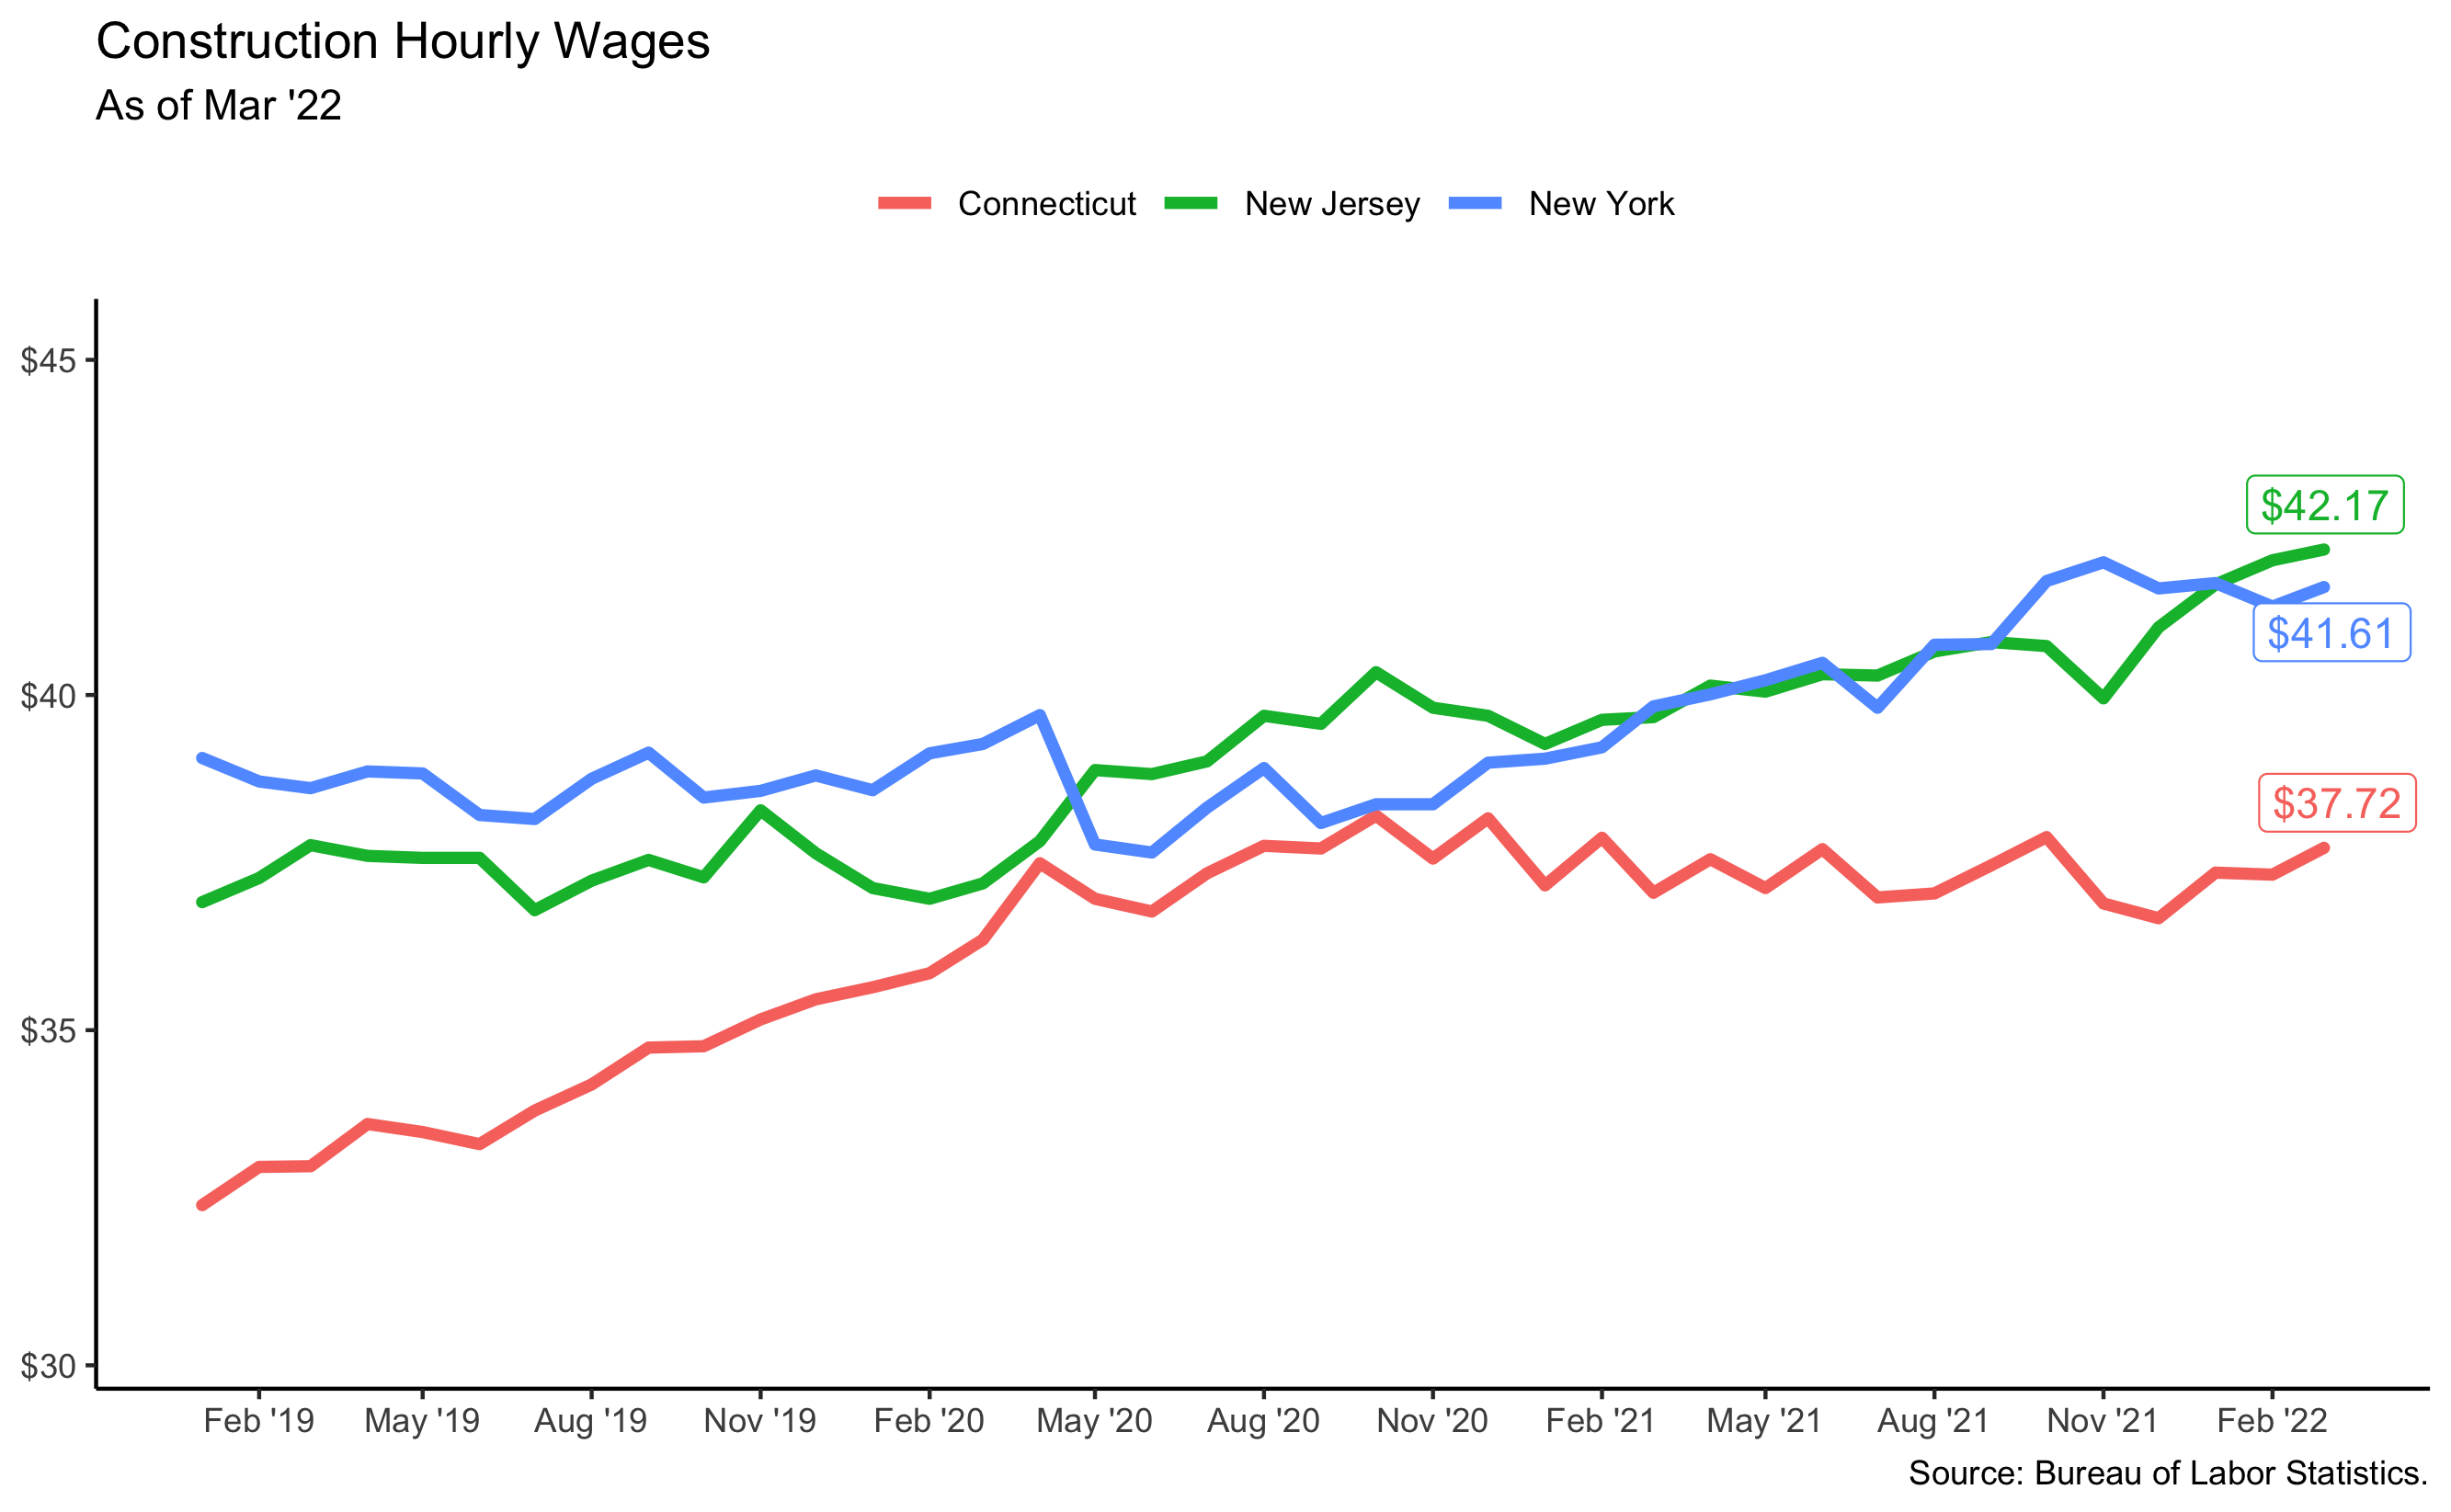 Construction Hourly Wages
As of Mar '22
Connecticut New Jersey New York
$45
$40
$35
$30
$42.17
$41.61
$37.72
Feb '19 May '19 Aug '19 Nov '19 Feb '20 May '20 Aug '20 Nov '20 Feb '21 May '21 Aug '21 Nov '21 Feb '22
Source: Bureau of Labor Statistics.